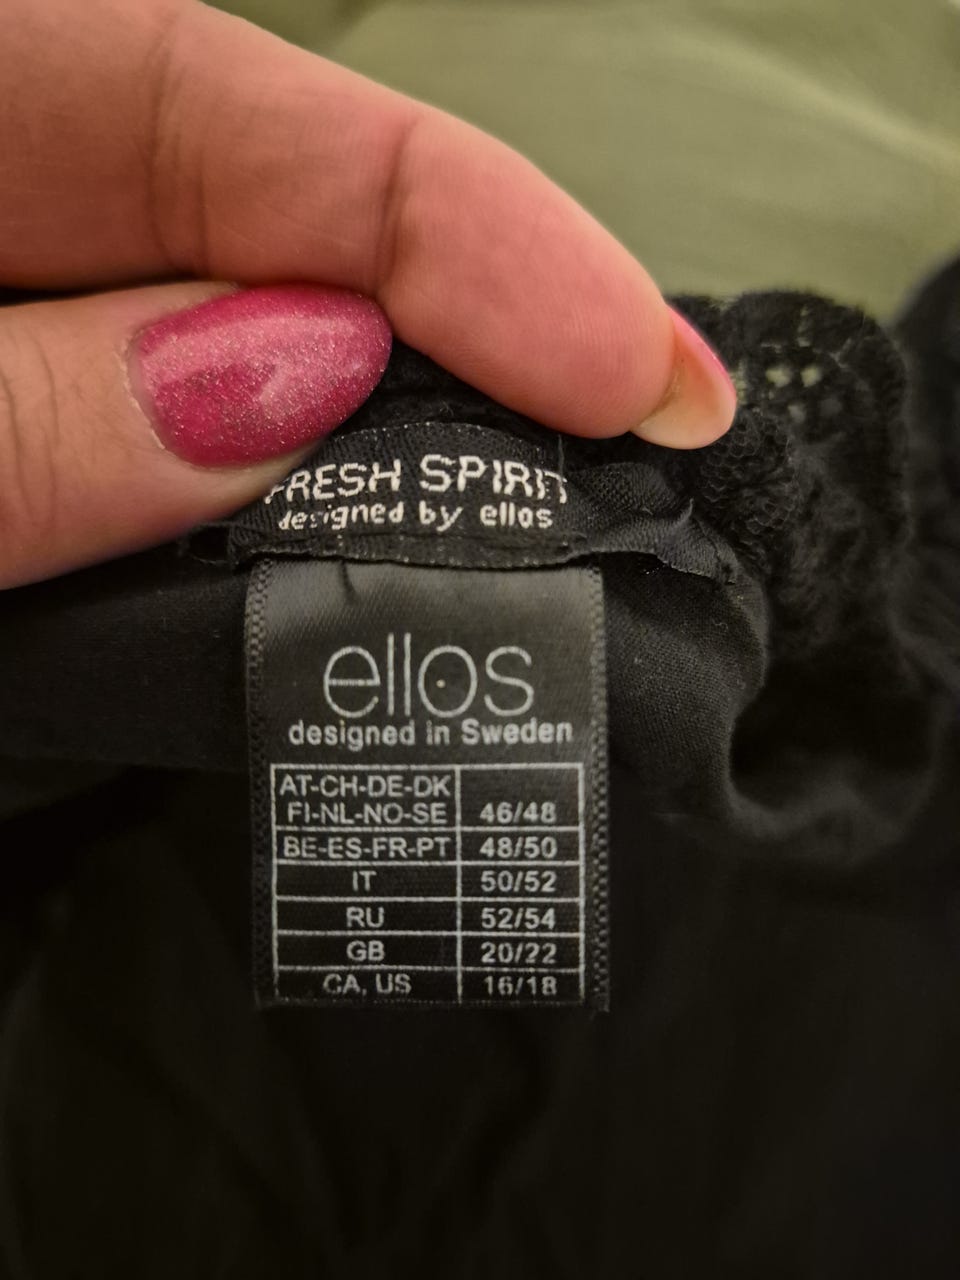 FRESH SPIRIT
designed by ellos
ellos
designed in Sweden
AT-CH-DE-DK
FI-NL-NO-SE 46/48
BE-ES-FR-PT 48/50
IT 50/52
RU 52/54
GB 20/22
CA, US 16/18